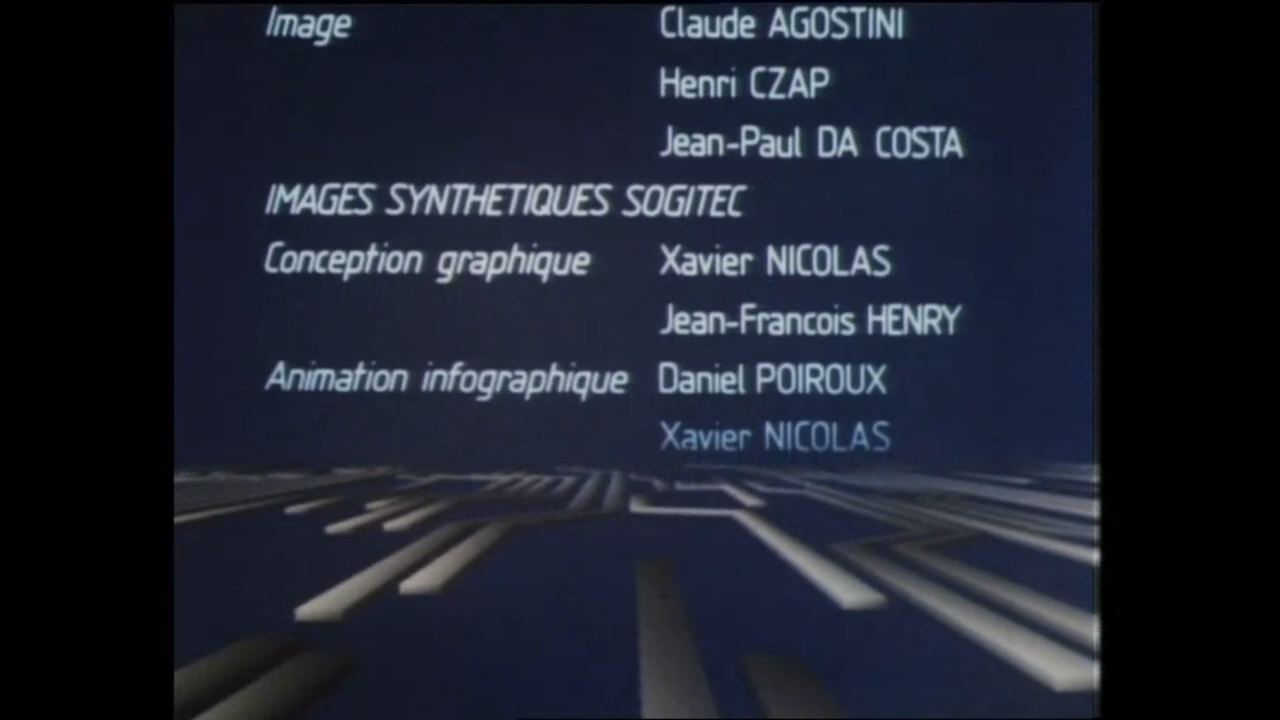 Image Claude AGOSTINI
Henri CZAP
Jean-Paul DA COSTA
IMAGES SYNTHETIQUES SOGITEC
Conception graphique Xavier NICOLAS
Jean-Francois HENRY
Animation infographique Daniel POIROUX
Xavier NICOLAS